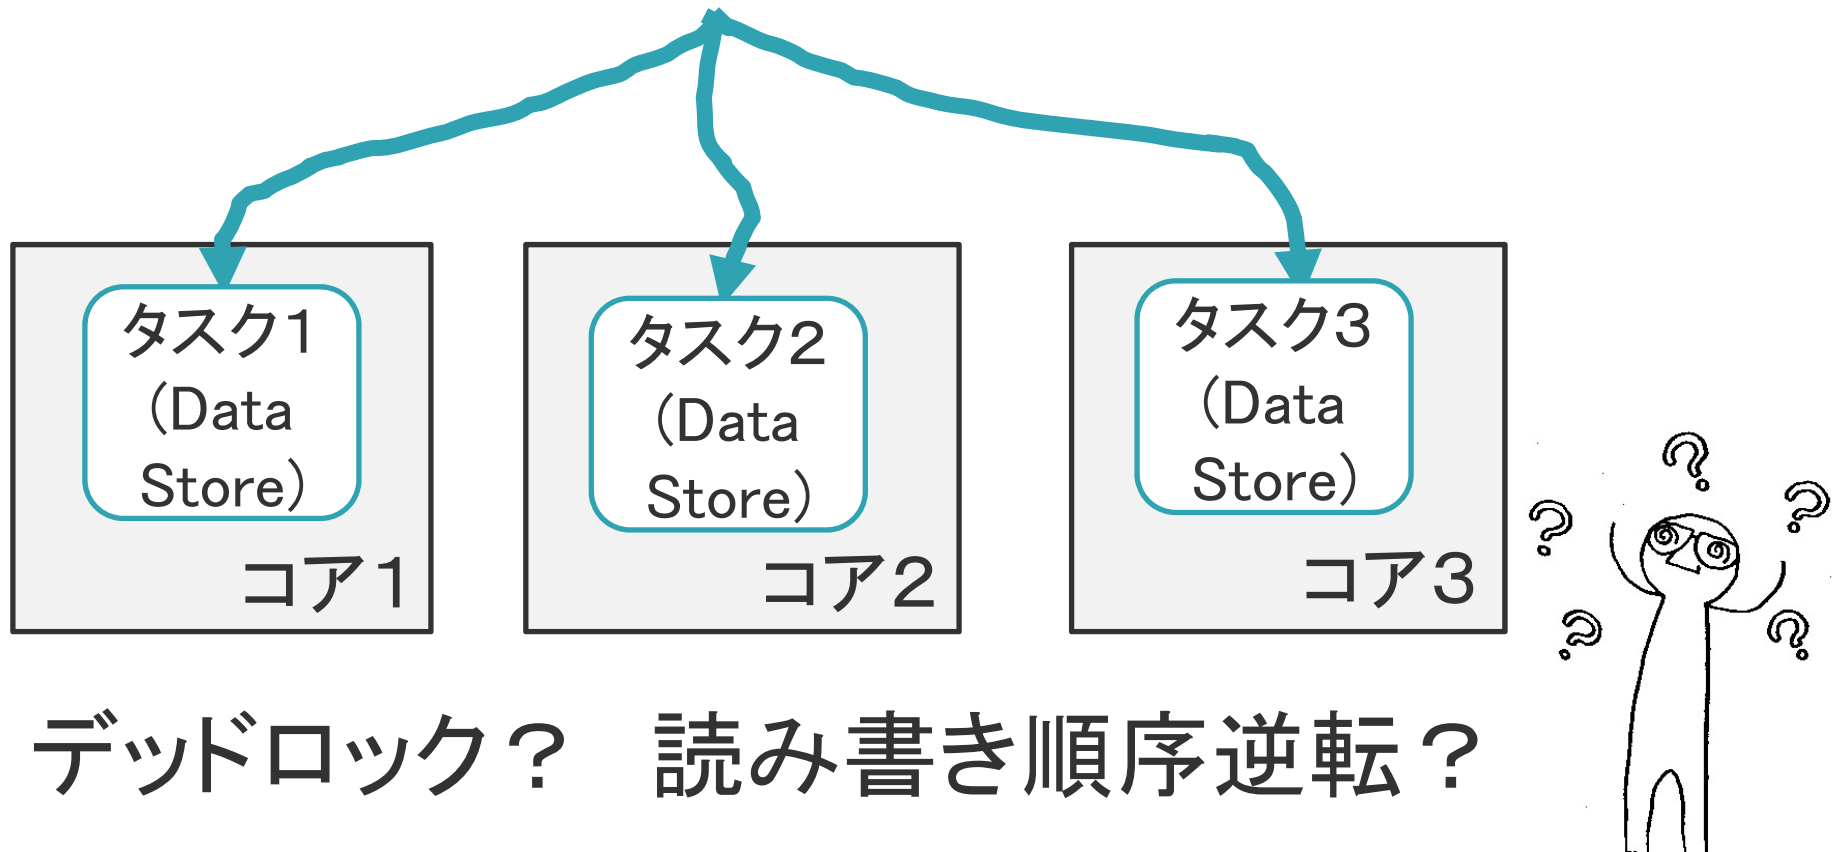 タスク1
(Data
Store)
コア1
タスク2
(Data
Store)
コア2
タスク3
(Data
Store)
コア3
デッドロック？　読み書き順序逆転？
?
?
?
?
?